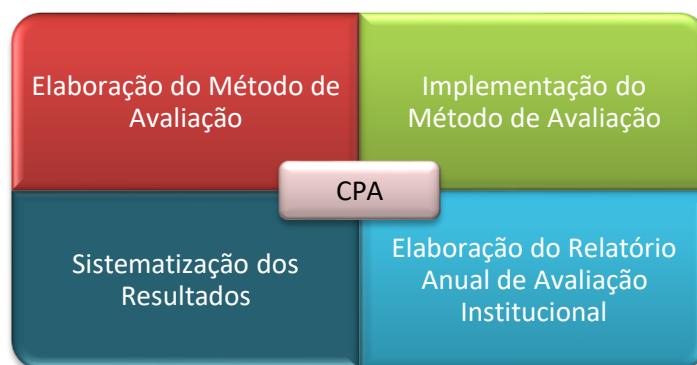 Elaboração do Método de
Avaliação
Implementação do
Método de Avaliação
CPA
Sistematização dos
Resultados
Elaboração do Relatório
Anual de Avaliação
Institucional